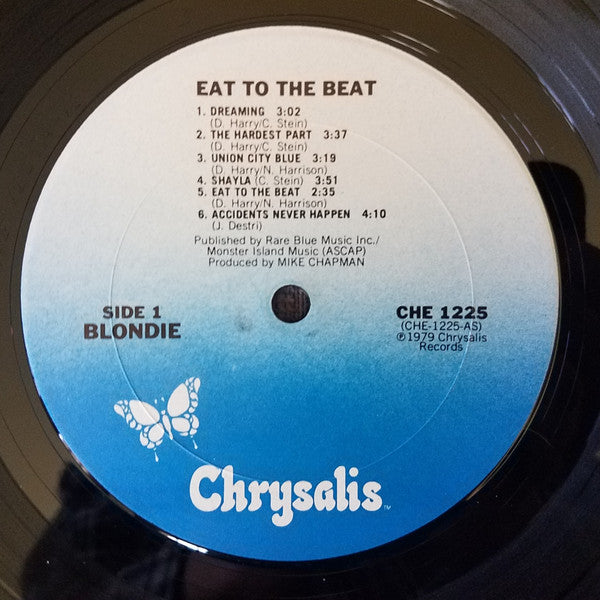 EAT TO THE BEAT
1. DREAMING 3:02
(D. Harry/C. Stein)
2. THE HARDEST PART 3:37
(D. Harry/C. Stein)
3. UNION CITY BLUE 3:19
(D. Harry/N. Harrison)
4. SHAYLA (C. Stein) 3:51
5. EAT TO THE BEAT 2:35
(D. Harry/N. Harrison)
6. ACCIDENTS NEVER HAPPEN 4:10
(J. Destri)
Published by Rare Blue Music Inc./
Monster Island Music (ASCAP)
Produced by MIKE CHAPMAN
SIDE 1
BLONDIE
CHE 1225
(CHE-1225-AS)
℗1979 Chrysalis
Records
Chrysalis™